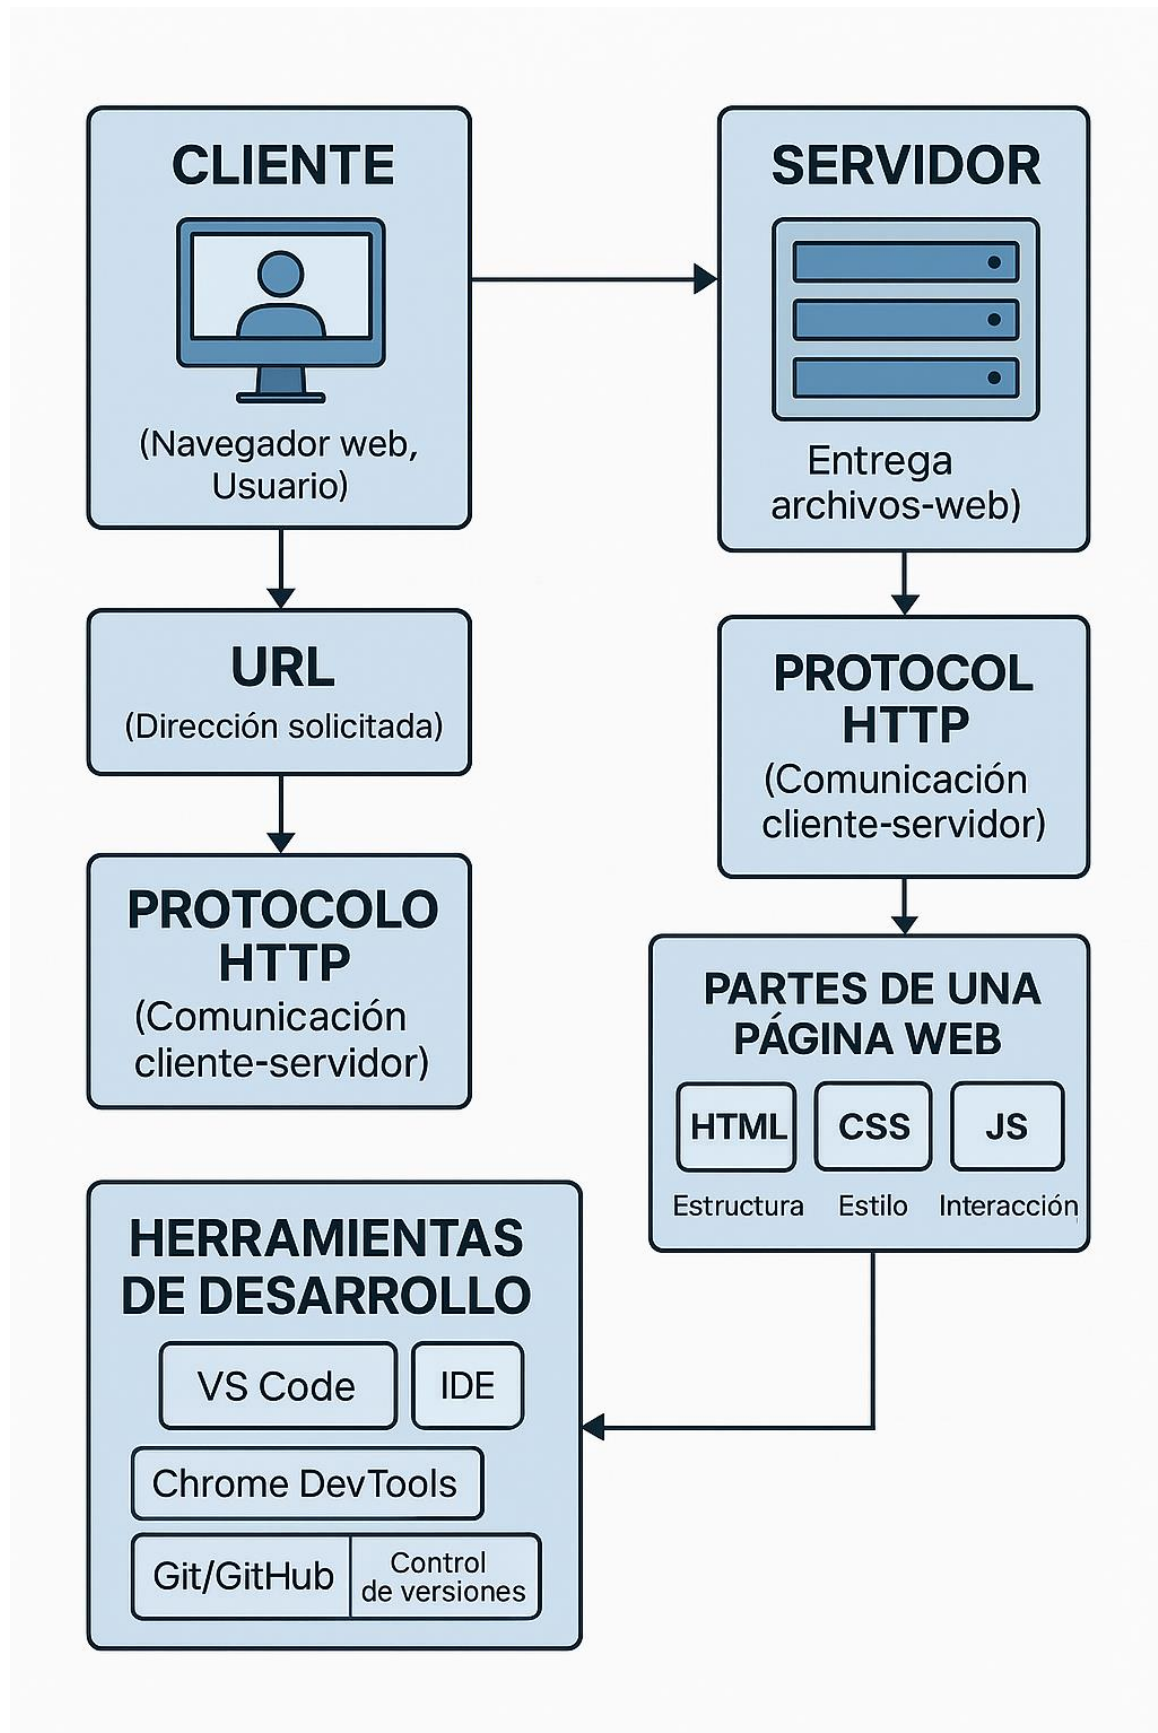 CLIENTE
(Navegador web,
Usuario)
URL
(Dirección solicitada)
PROTOCOLO
HTTP
(Comunicación
cliente-servidor)
SERVIDOR
Entrega
archivos-web)
PROTOCOL
HTTP
(Comunicación
cliente-servidor)
PARTES DE UNA
PÁGINA WEB
HTML CSS JS
Estructura Estilo Interacción
HERRAMIENTAS
DE DESARROLLO
VS Code IDE
Chrome DevTools
Git/GitHub
Control
de versiones